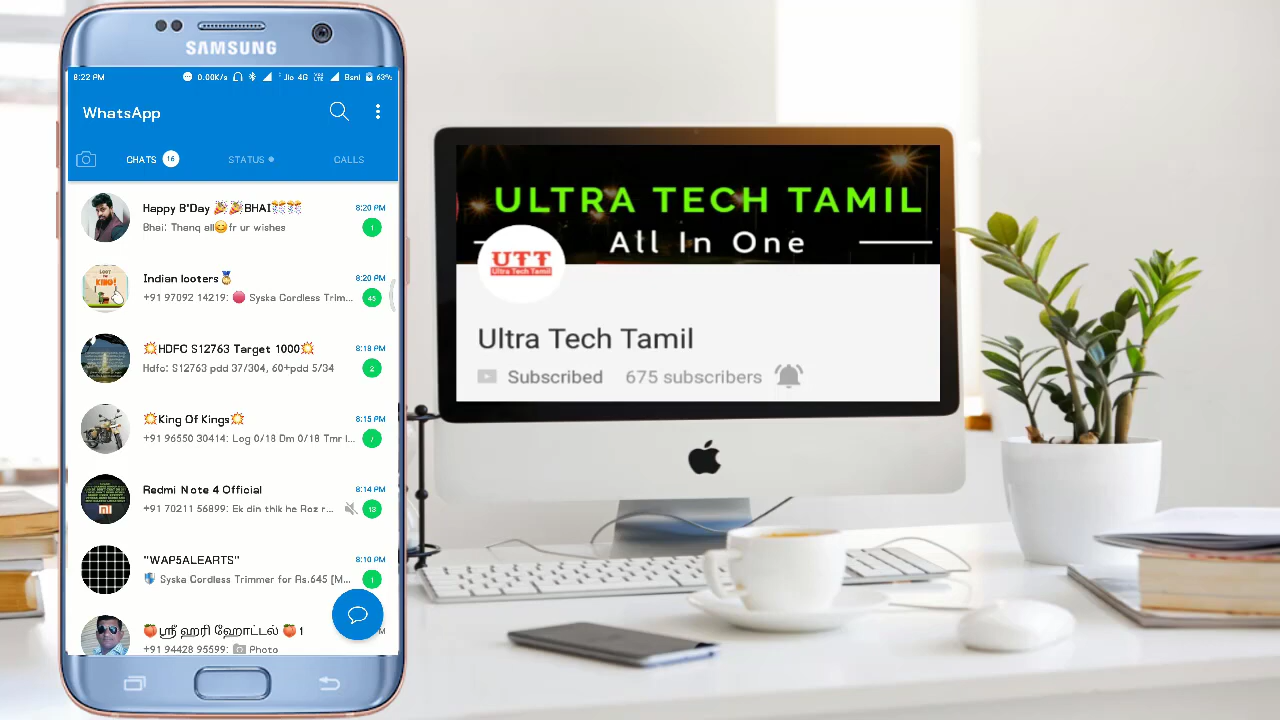 SAMSUNG
8:22 PM 0.00K/s Jio 4G VoD LTE Bsnl 63%
WhatsApp
CHATS 16 STATUS CALLS
Happy B'Day 🎉🎉BHAI🎊🎊 8:20 PM
Bhai: Thanq all😊fr ur wishes 1
Indian looters🏅 8:20 PM
+91 97092 14219: Syska Cordless Trim... 45
💥HDFC S12763 Target 1000💥 8:18 PM
Hdfc: S12763 pdd 37/304, 60+pdd 5/34 2
💥King Of Kings💥 8:15 PM
+91 96550 30414: Log 0/18 Dm 0/18 Tmr I... 7
Redmi Note 4 Official 8:14 PM
+91 70211 56899: Ek din thik he Roz r... 13
"WAP5ALEARTS" 8:10 PM
Syska Cordless Trimmer for Rs.645 [M... 1
🍑ஸ்ரீ ஹரி ஹோட்டல் 🍑 1
+91 94428 95599: 📷 Photo
ULTRA TECH TAMIL
All In One
UTT
Ultra Tech Tamil
Ultra Tech Tamil
Subscribed 675 subscribers